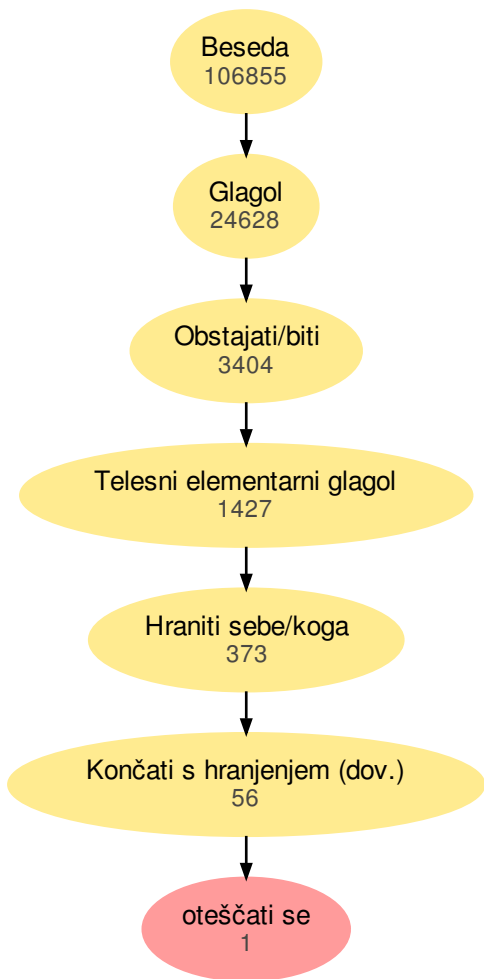 Beseda
106855
Glagol
24628
Obstajati/biti
3404
Telesni elementarni glagol
1427
Hraniti sebe/koga
373
Končati s hranjenjem (dov.)
56
oteščati se
1